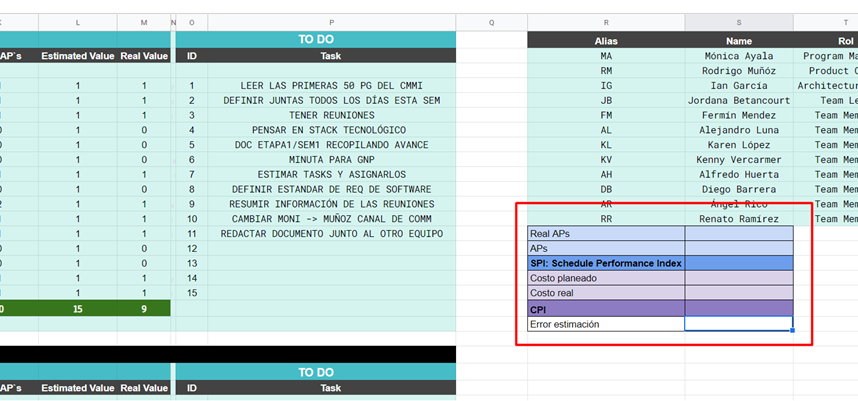 K L M N O P Q R S T
TO DO
AP`s Estimated Value Real Value ID Task Alias Name Rol
MA Mónica Ayala Program Ma
RM Rodrigo Muñóz Product O
1 1 1 LEER LAS PRIMERAS 50 PG DEL CMMI IG Ian García Architectur
1 1 2 DEFINIR JUNTAS TODOS LOS DÍAS ESTA SEM JB Jordana Betancourt Team Le
1 1 3 TENER REUNIONES FM Fermín Mendez Team Mem
1 0 4 PENSAR EN STACK TECNOLÓGICO AL Alejandro Luna Team Mem
1 0 5 DOC ETAPA1/SEM1 RECOPILANDO AVANCE KL Karen López Team Mem
1 0 6 MINUTA PARA GNP KV Kenny Vercarmer Team Mem
1 1 7 ESTIMAR TASKS Y ASIGNARLOS AH Alfredo Huerta Team Mem
1 0 8 DEFINIR ESTANDAR DE REQ DE SOFTWARE DB Diego Barrera Team Mem
1 1 9 RESUMIR INFORMACIÓN DE LAS REUNIONES AR Ángel Rico Team Mem
1 1 10 CAMBIAR MONI -> MUÑOZ CANAL DE COMM RR Renato Ramírez Team Mem
1 1 11 REDACTAR DOCUMENTO JUNTO AL OTRO EQUIPO Real APs
1 0 12 APs
1 0 13 SPI: Schedule Performance Index
1 1 14 Costo planeado
1 1 15 Costo real
0 15 9 CPI
Error estimación
TO DO
AP`s Estimated Value Real Value ID Task